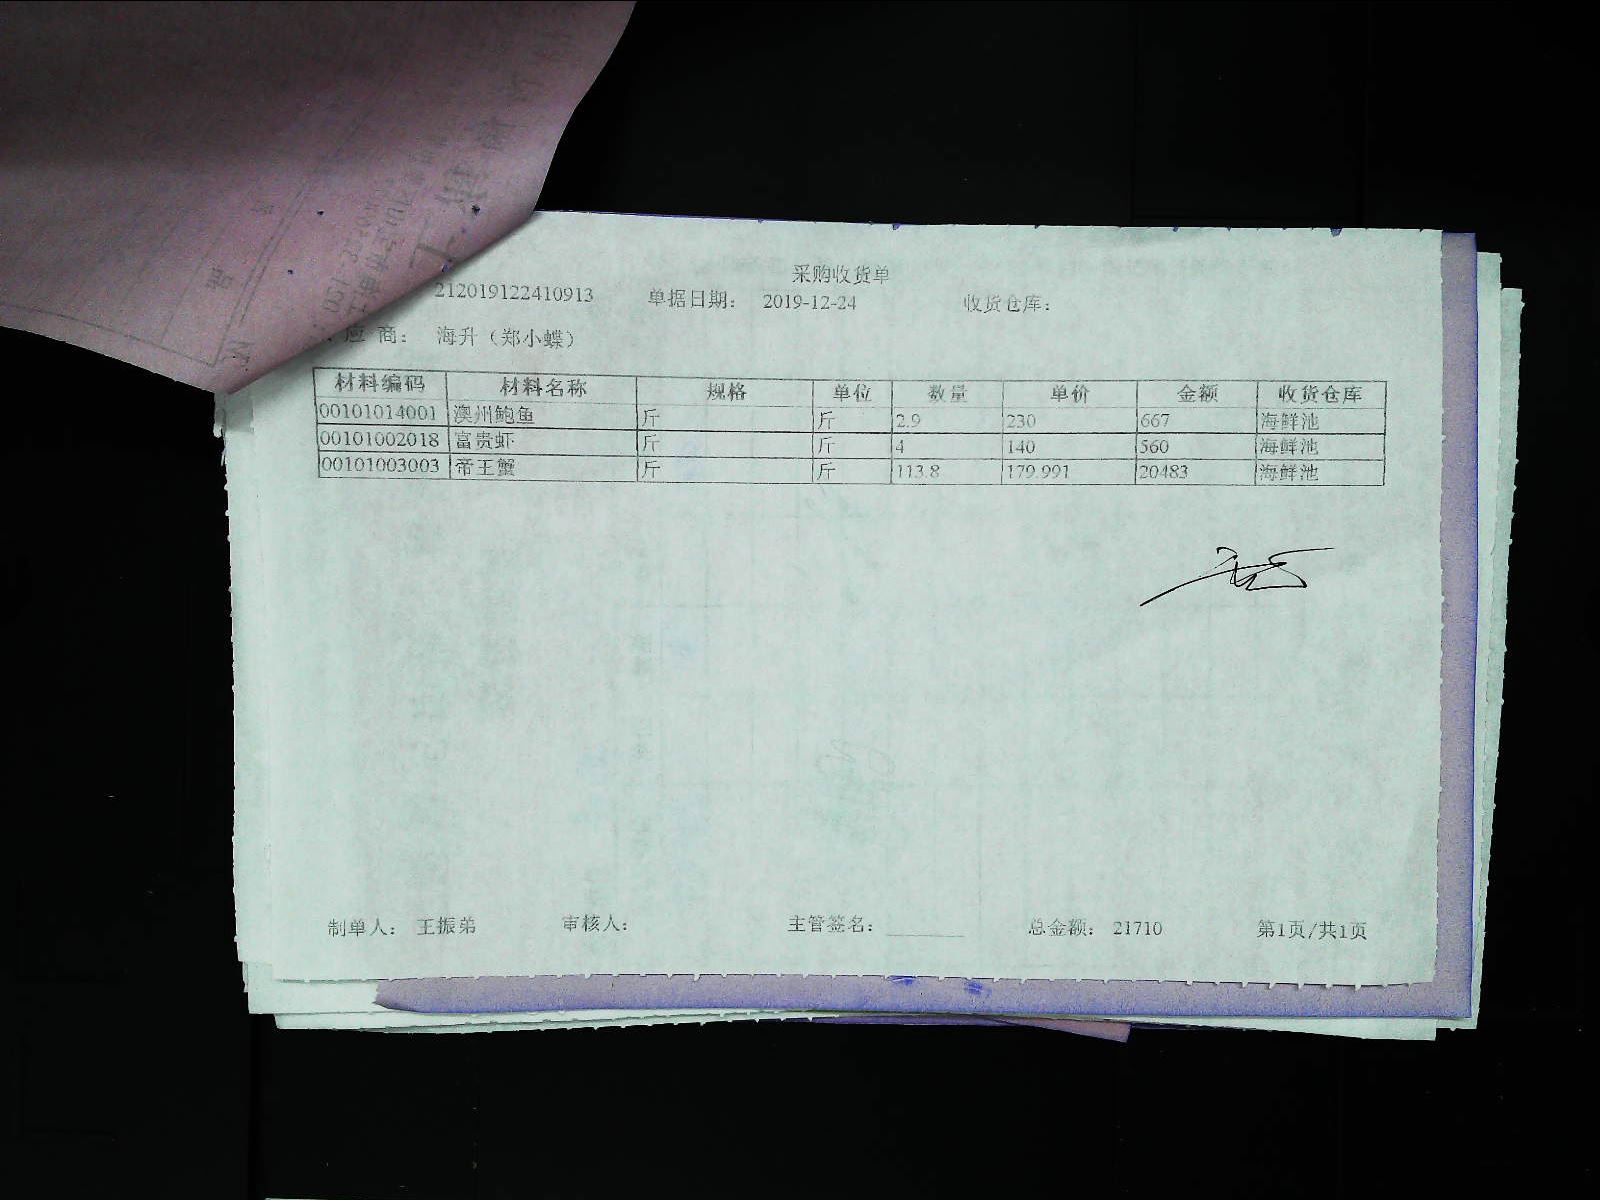 采购收货单
212019122410913 单据日期： 2019-12-24 收货仓库：
应 商： 海升（郑小蝶）
材料编码 材料名称 规格 单位 数量 单价 金额 收货仓库
00101014001 澳州鲍鱼 斤 斤 2.9 230 667 海鲜池
00101002018 富贵虾 斤 斤 4 140 560 海鲜池
00101003003 帝王蟹 斤 斤 113.8 179.991 20483 海鲜池
制单人： 王振弟 审核人： 主管签名： 总金额： 21710 第1页/共1页